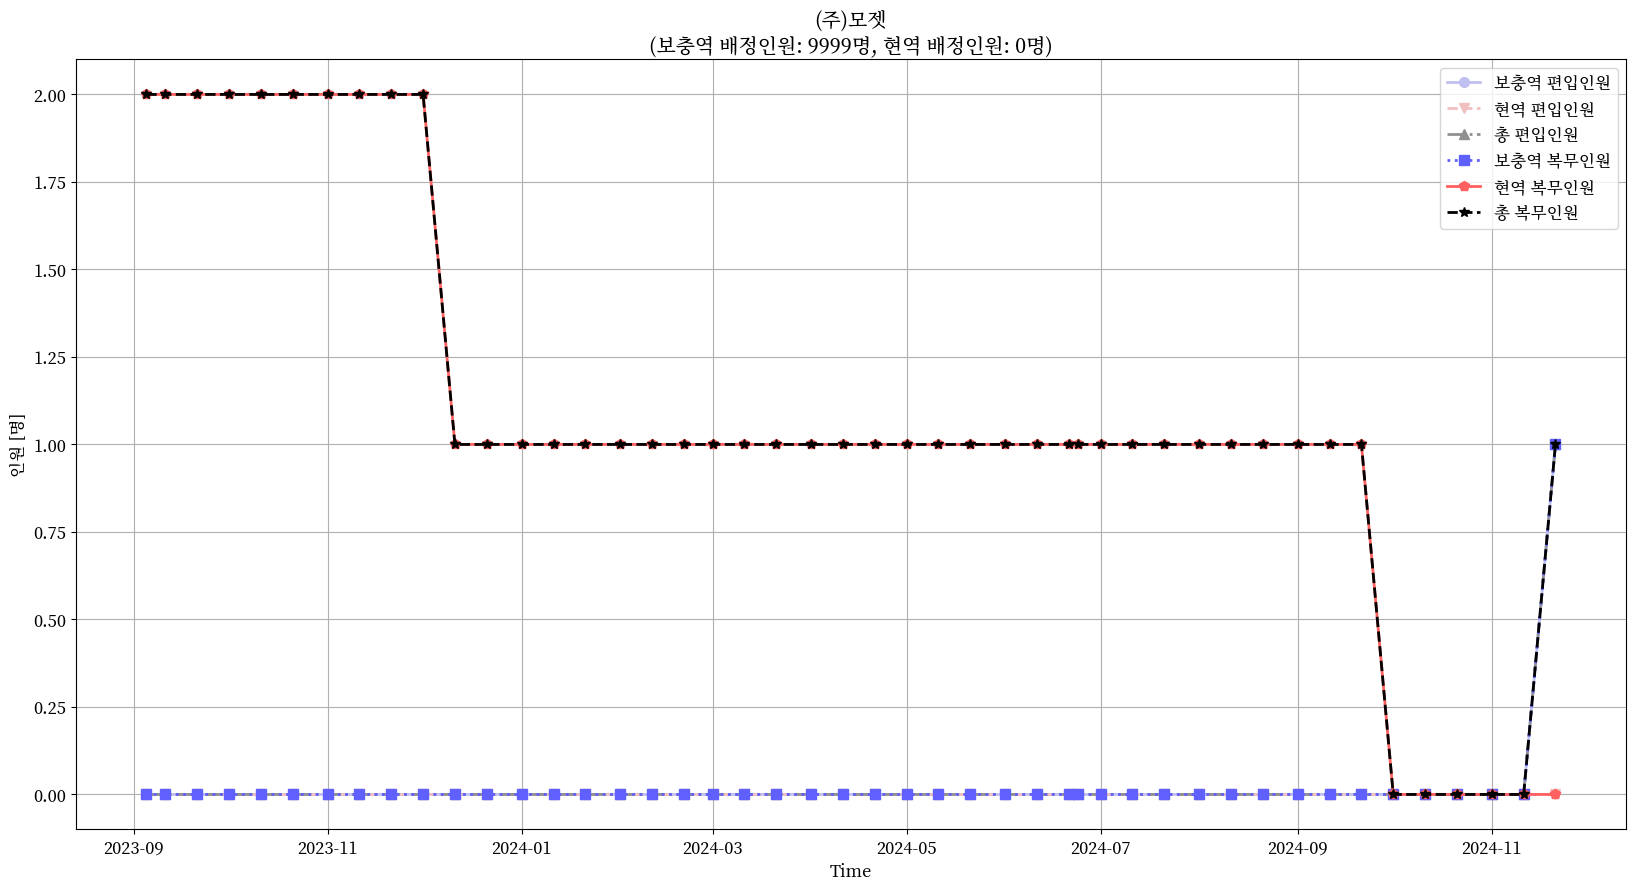 (주)모젯
(보충역 배정인원: 9999명, 현역 배정인원: 0명)
보충역 편입인원
현역 편입인원
총 편입인원
보충역 복무인원
현역 복무인원
총 복무인원
2.00
1.75
1.50
1.25
1.00
0.75
0.50
0.25
0.00
인원 [명]
2023-09 2023-11 2024-01 2024-03 2024-05 2024-07 2024-09 2024-11
Time